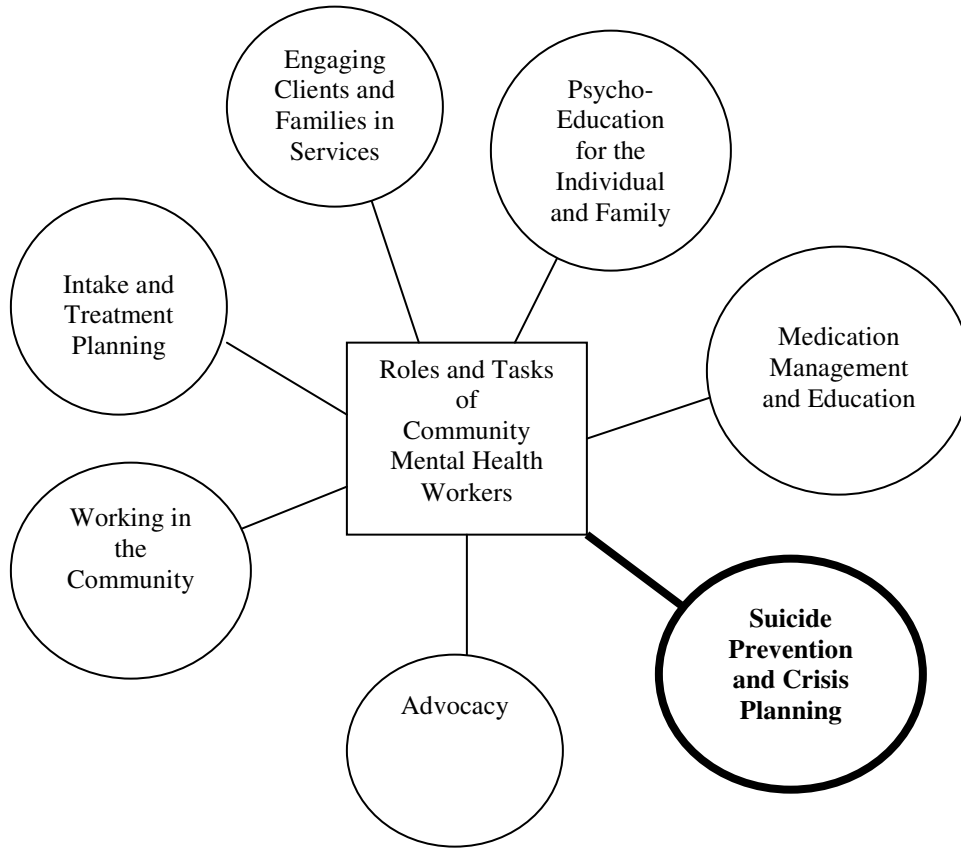 Engaging
Clients and
Families in
Services
Psycho-
Education
for the
Individual
and Family
Intake and
Treatment
Planning
Medication
Management
and Education
Roles and Tasks
of
Community
Mental Health
Workers
Working in
the
Community
Suicide
Prevention
and Crisis
Planning
Advocacy